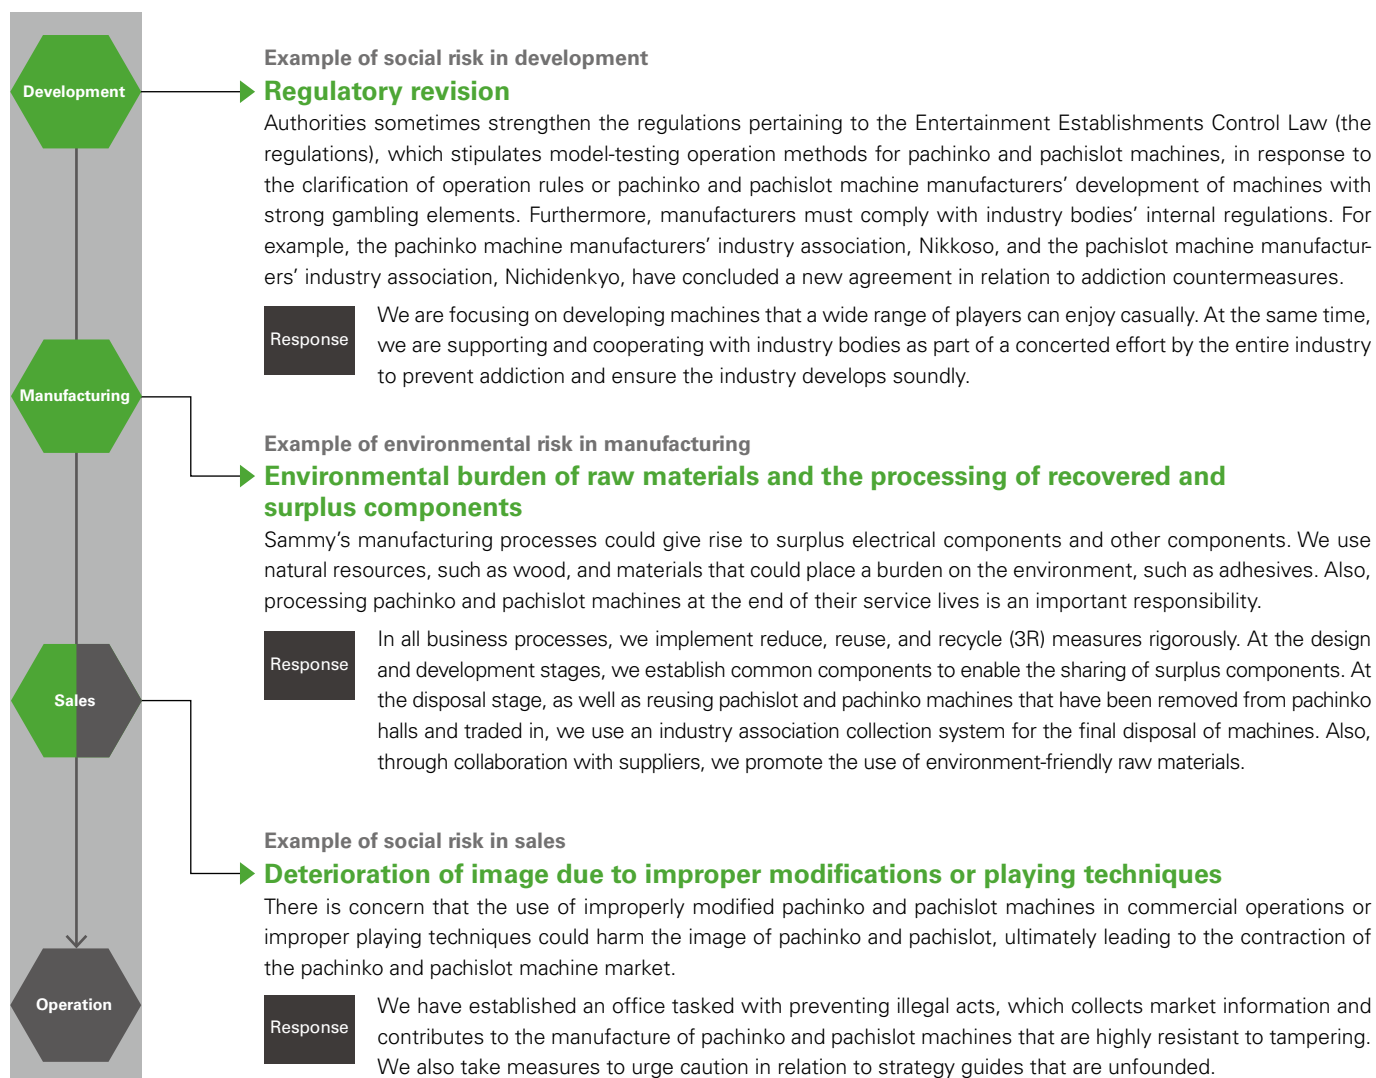 Development
Example of social risk in development
Regulatory revision
Authorities sometimes strengthen the regulations pertaining to the Entertainment Establishments Control Law (the
regulations), which stipulates model-testing operation methods for pachinko and pachislot machines, in response to
the clarification of operation rules or pachinko and pachislot machine manufacturers’ development of machines with
strong gambling elements. Furthermore, manufacturers must comply with industry bodies’ internal regulations. For
example, the pachinko machine manufacturers’ industry association, Nikkoso, and the pachislot machine manufactur-
ers’ industry association, Nichidenkyo, have concluded a new agreement in relation to addiction countermeasures.
Response
We are focusing on developing machines that a wide range of players can enjoy casually. At the same time,
we are supporting and cooperating with industry bodies as part of a concerted effort by the entire industry
to prevent addiction and ensure the industry develops soundly.
Manufacturing
Example of environmental risk in manufacturing
Environmental burden of raw materials and the processing of recovered and
surplus components
Sammy’s manufacturing processes could give rise to surplus electrical components and other components. We use
natural resources, such as wood, and materials that could place a burden on the environment, such as adhesives. Also,
processing pachinko and pachislot machines at the end of their service lives is an important responsibility.
Response
In all business processes, we implement reduce, reuse, and recycle (3R) measures rigorously. At the design
and development stages, we establish common components to enable the sharing of surplus components. At
the disposal stage, as well as reusing pachislot and pachinko machines that have been removed from pachinko
halls and traded in, we use an industry association collection system for the final disposal of machines. Also,
through collaboration with suppliers, we promote the use of environment-friendly raw materials.
Sales
Example of social risk in sales
Deterioration of image due to improper modifications or playing techniques
There is concern that the use of improperly modified pachinko and pachislot machines in commercial operations or
improper playing techniques could harm the image of pachinko and pachislot, ultimately leading to the contraction of
the pachinko and pachislot machine market.
Response
We have established an office tasked with preventing illegal acts, which collects market information and
contributes to the manufacture of pachinko and pachislot machines that are highly resistant to tampering.
We also take measures to urge caution in relation to strategy guides that are unfounded.
Operation